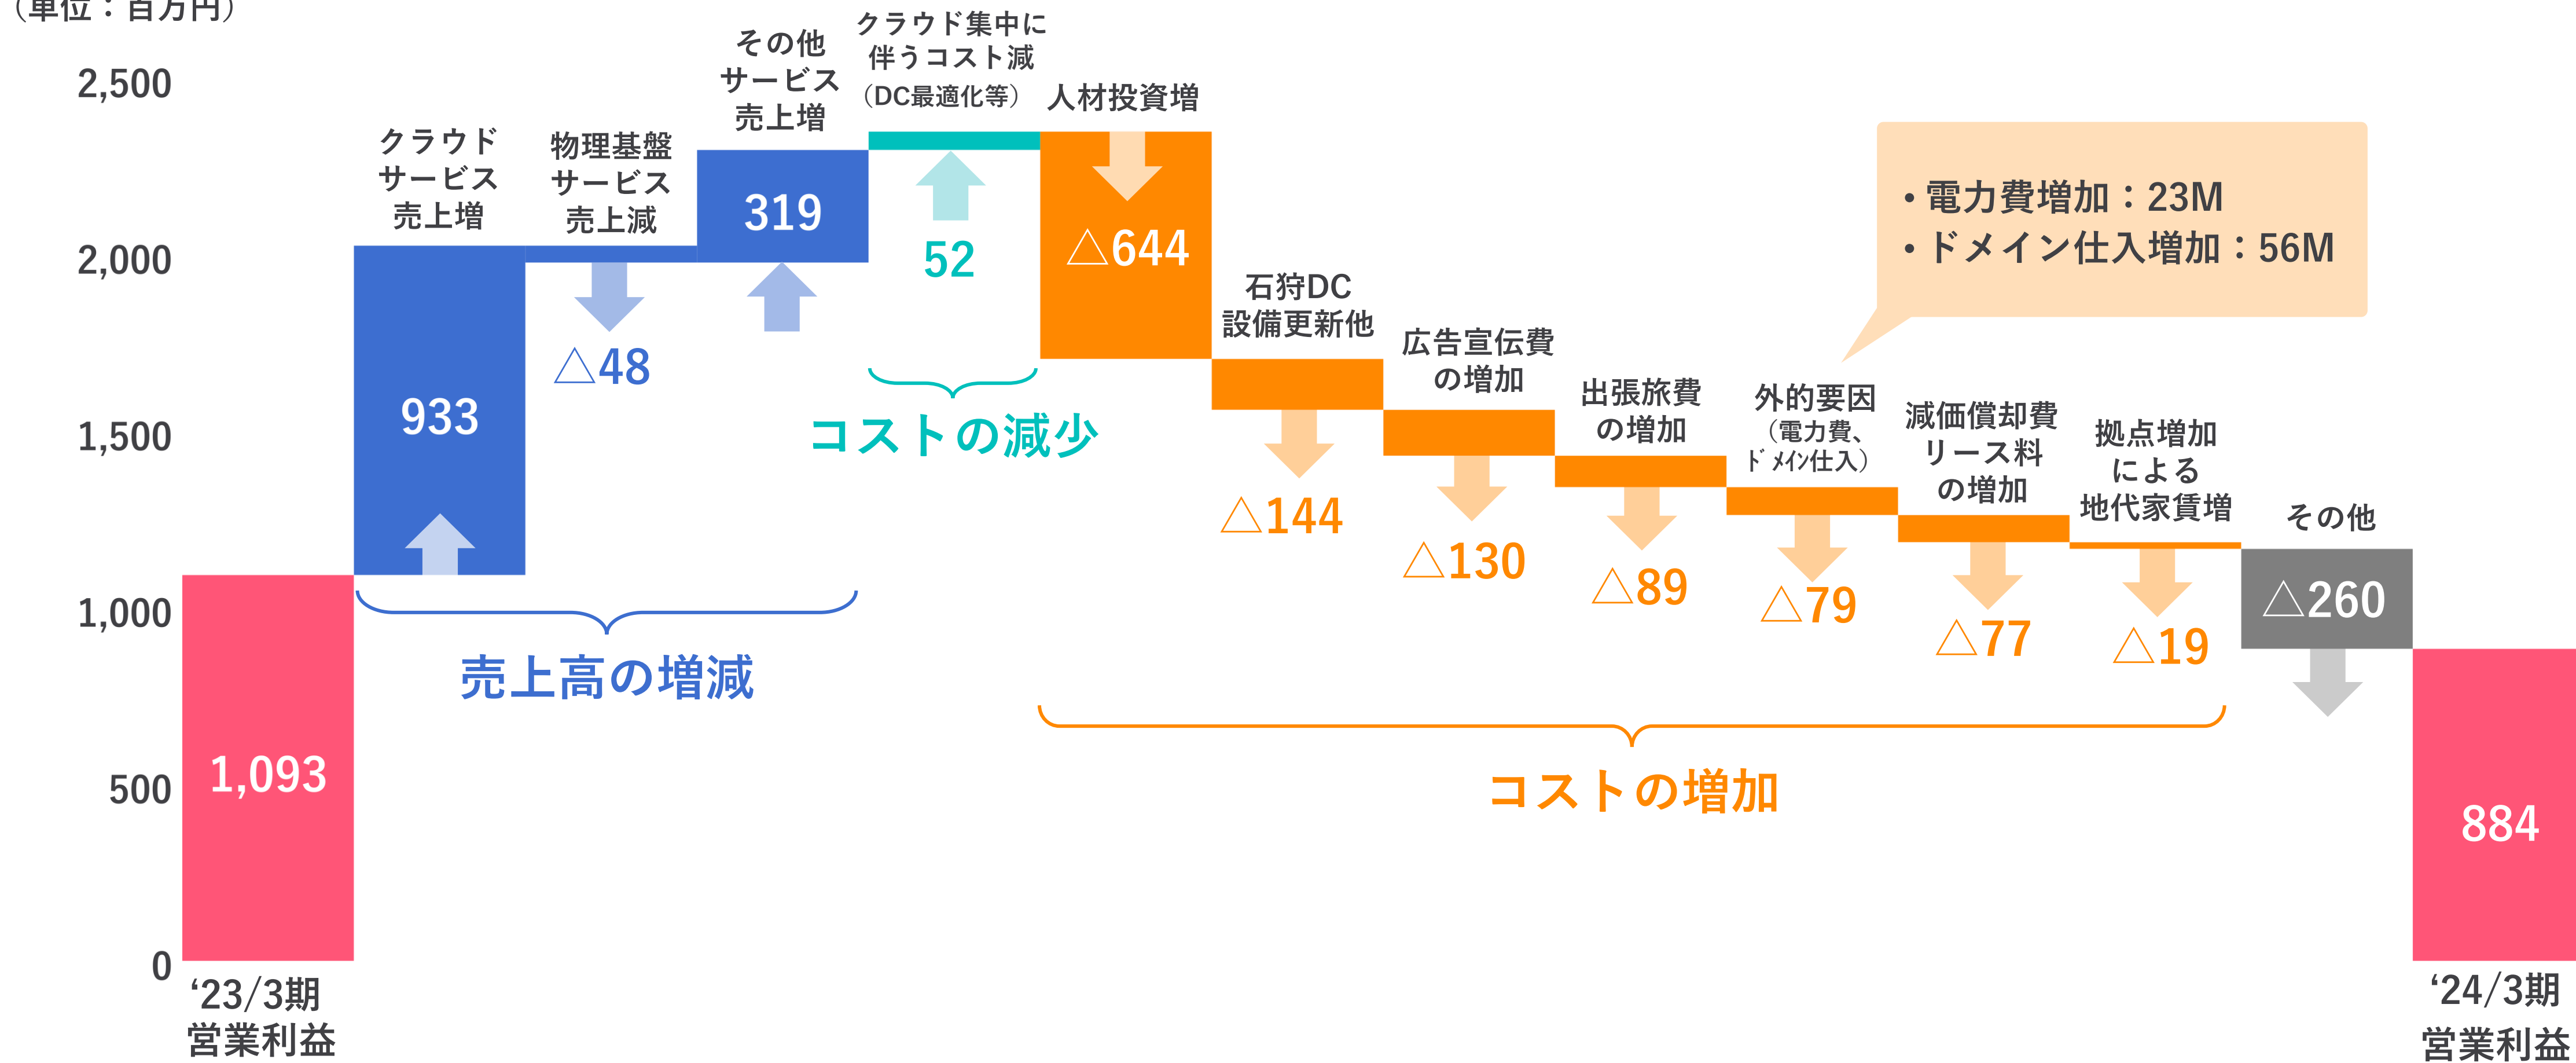 （単位：百万円）
2,500
2,000
1,500
1,000
500
0
1,093
‘23/3期
営業利益
クラウド
サービス
売上増
933
物理基盤
サービス
売上減
△48
その他
サービス
売上増
319
売上高の増減
クラウド集中に
伴うコスト減
（DC最適化等）
52
コストの減少
人材投資増
△644
石狩DC
設備更新他
△144
広告宣伝費
の増加
△130
出張旅費
の増加
△89
外的要因
（電力費、
ﾄﾞﾒｲﾝ仕入）
△79
• 電力費増加：23M
• ドメイン仕入増加：56M
減価償却費
リース料
の増加
△77
拠点増加
による
地代家賃増
△19
コストの増加
その他
△260
884
‘24/3期
営業利益